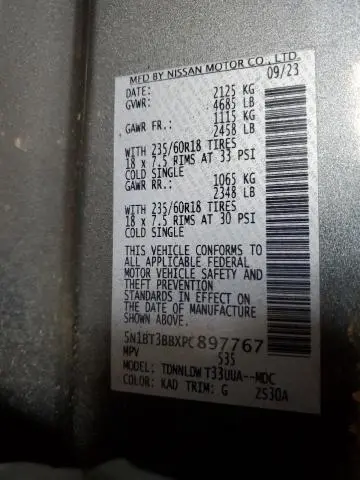 MFD BY NISSAN MOTOR CO., LTD.
09/23
DATE: 2125 KG
GVWR: 4685 LB
1115 KG
GAWR FR.: 2458 LB
WITH 235/60R18 TIRES
18 x 7.5 RIMS AT 33 PSI
COLD SINGLE
1065 KG
GAWR RR.: 2348 LB
WITH 235/60R18 TIRES
18 x 7.5 RIMS AT 30 PSI
COLD SINGLE
THIS VEHICLE CONFORMS TO
ALL APPLICABLE FEDERAL
MOTOR VEHICLE SAFETY AND
THEFT PREVENTION
STANDARDS IN EFFECT ON
THE DATE OF MANUFACTURE
SHOWN ABOVE.
5N1BT3BBXPC897767
MPV 535
MODEL: TDNNLDW T33UUA--MDC
COLOR: KAD TRIM: G 2S30A